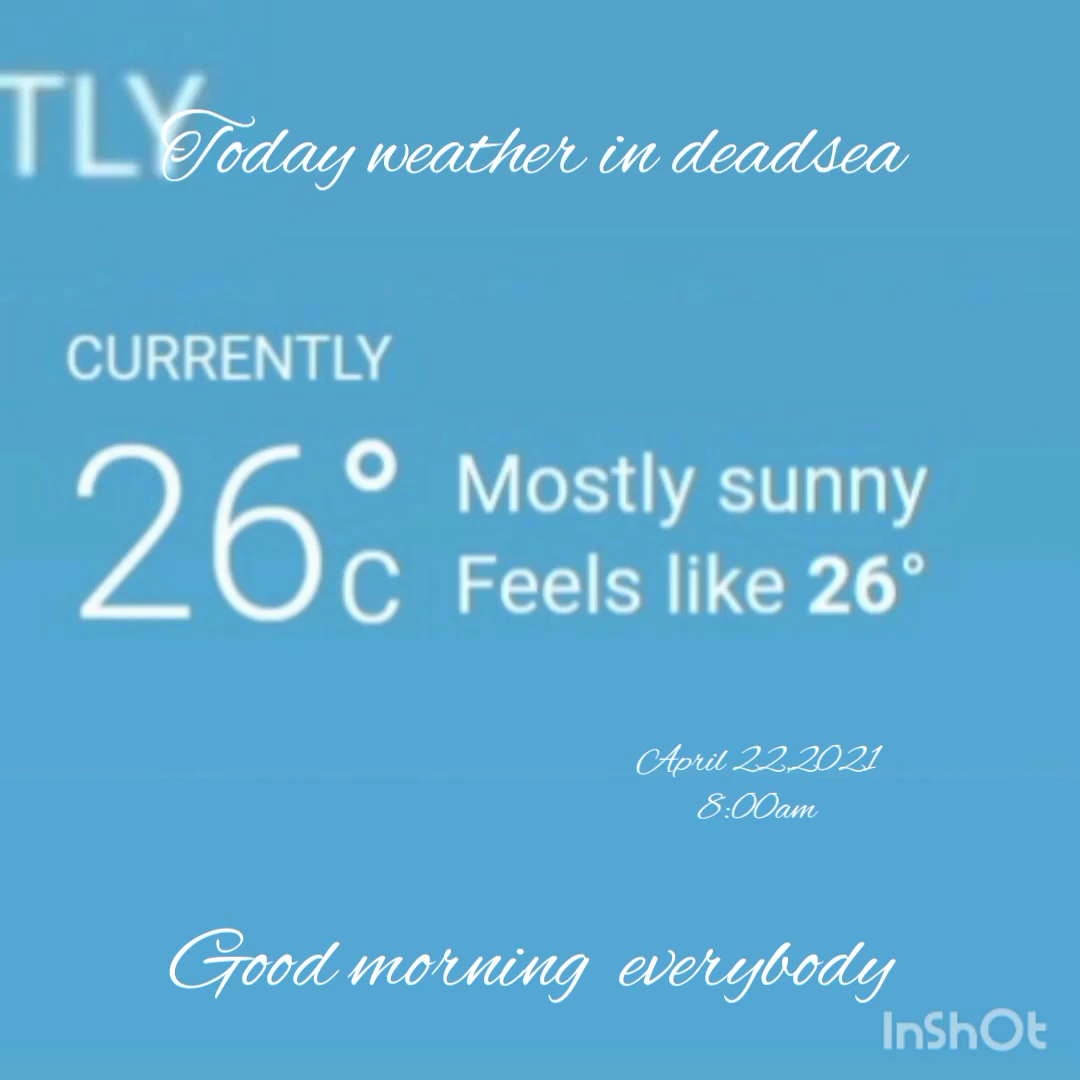 TLY
Today weather in deadsea
CURRENTLY
26°C
Mostly sunny
Feels like 26°
April 22,2021
8:00am
Good morning everybody
InShOt